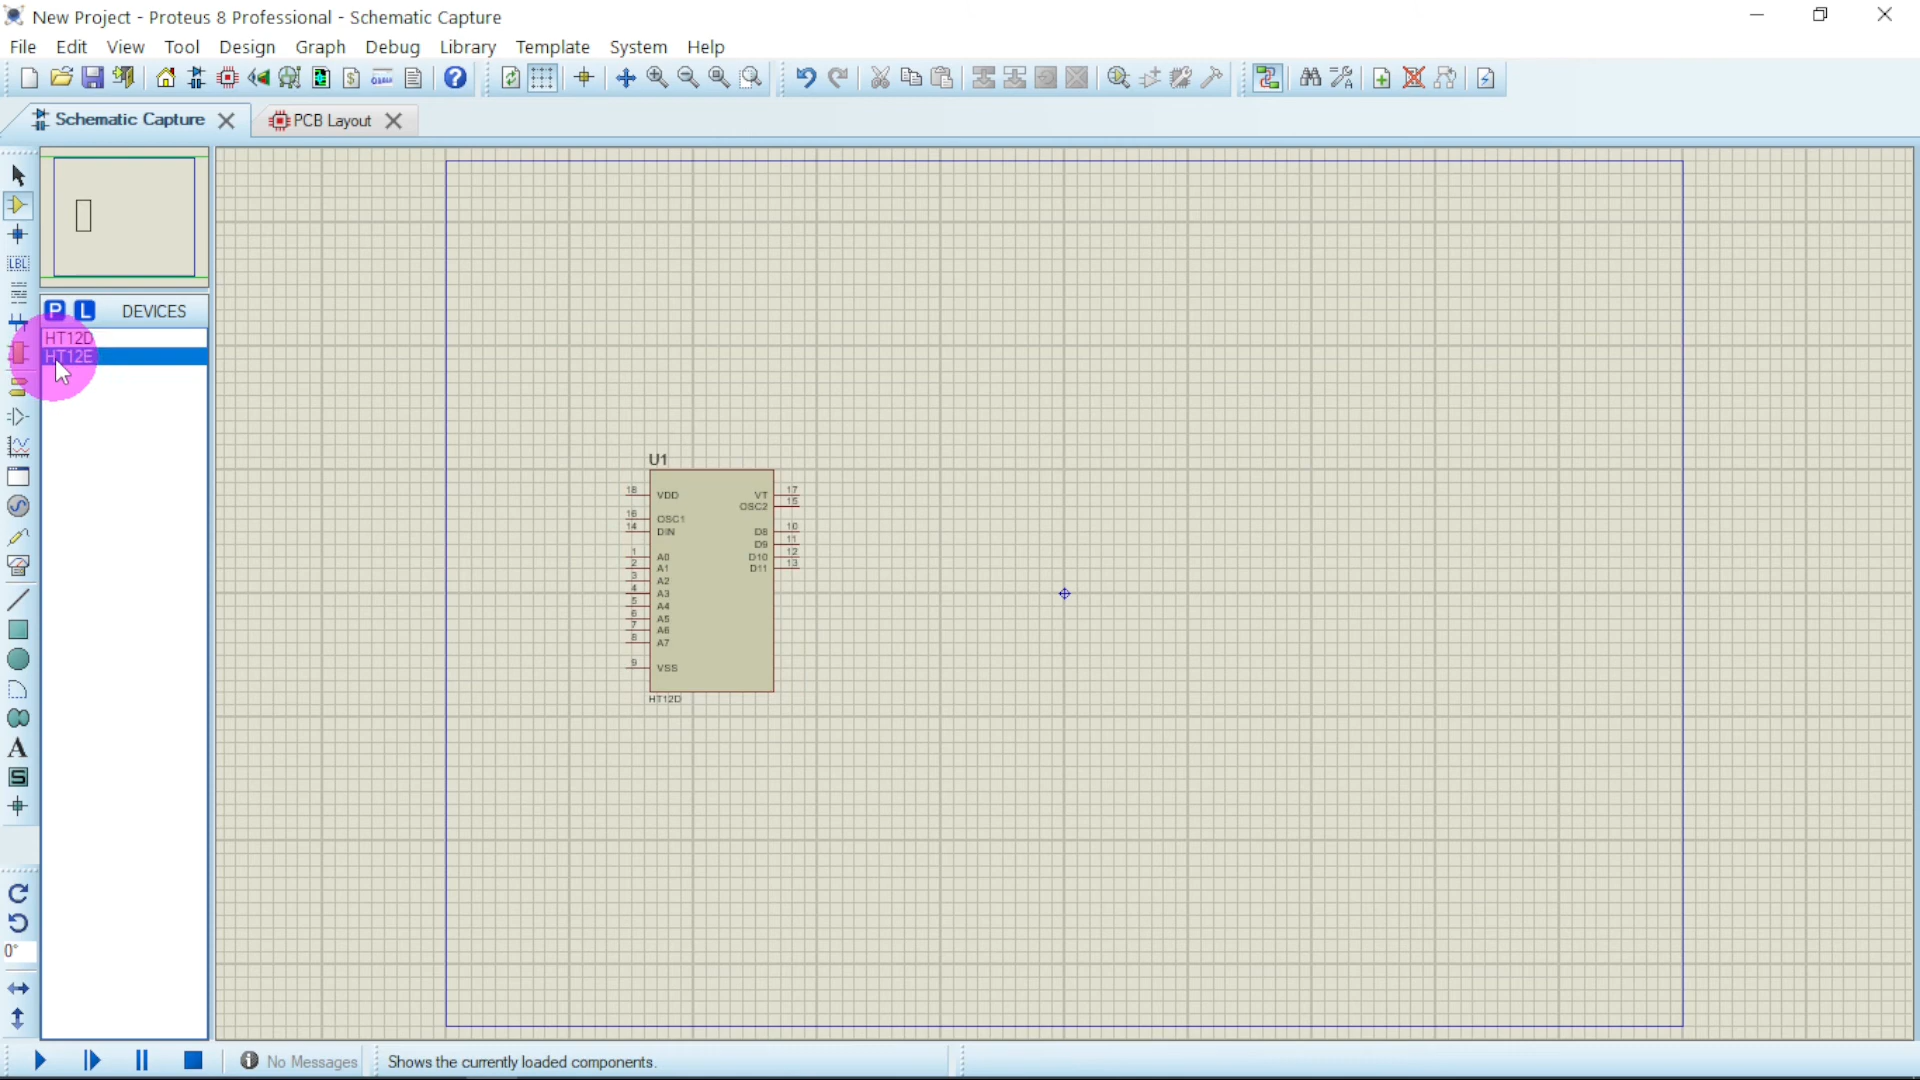 New Project - Proteus 8 Professional - Schematic Capture
File Edit View Tool Design Graph Debug Library Template System Help
Schematic Capture PCB Layout
LBL
P L DEVICES
HT12D
HT12E
U1
18 VDD VT 17
OSC2 15
16 OSC1
14 DIN D8 10
D9 11
1 A0 D10 12
2 A1 D11 13
3 A2
4 A3
5 A4
6 A5
7 A6
8 A7
9 VSS
HT12D
A
S
0°
No Messages Shows the currently loaded components.